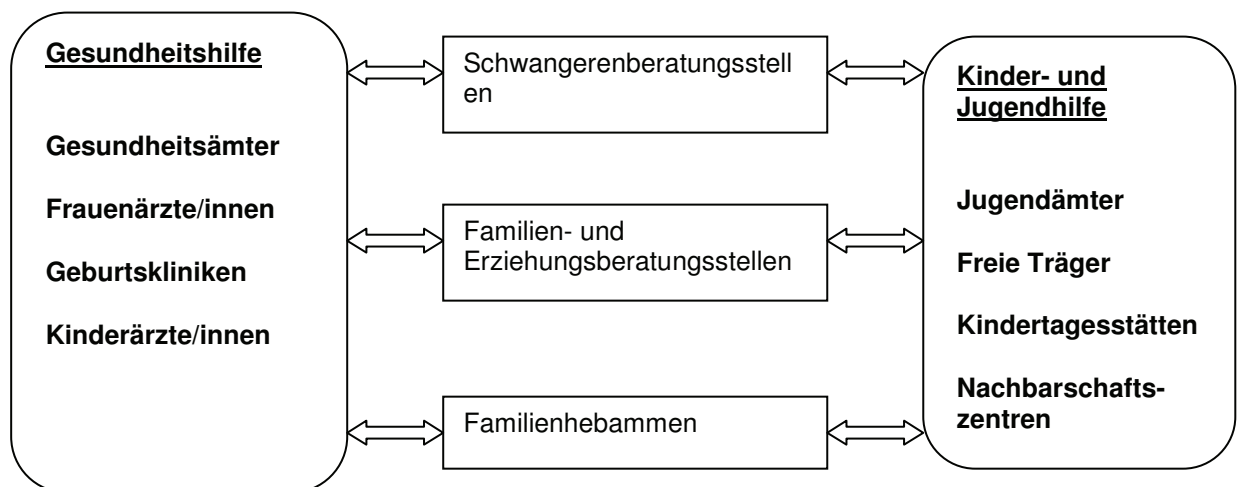 Gesundheitshilfe
Gesundheitsämter
Frauenärzte/innen
Geburtskliniken
Kinderärzte/innen
Schwangerenberatungsstell
en
Familien- und
Erziehungsberatungsstellen
Familienhebammen
Kinder- und
Jugendhilfe
Jugendämter
Freie Träger
Kindertagesstätten
Nachbarschafts-
zentren